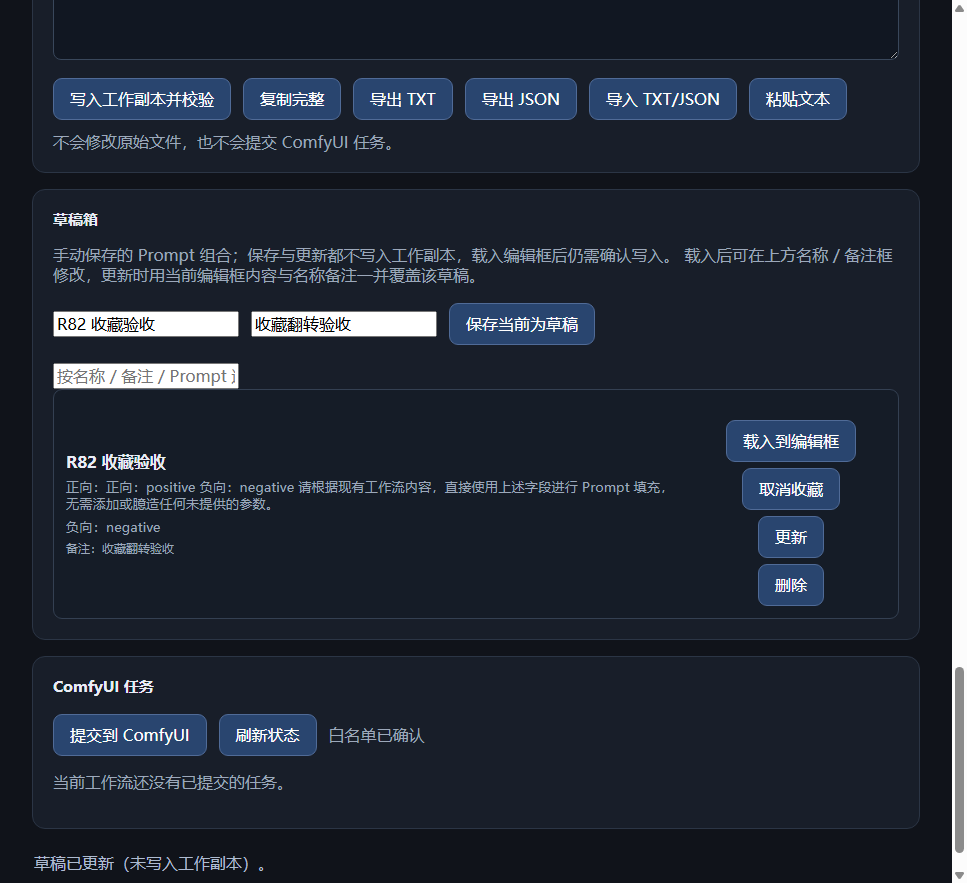 写入工作副本并校验 复制完整 导出 TXT 导出 JSON 导入 TXT/JSON 粘贴文本
不会修改原始文件，也不会提交 ComfyUI 任务。
草稿箱
手动保存的 Prompt 组合；保存与更新都不写入工作副本，载入编辑框后仍需确认写入。 载入后可在上方名称 / 备注框
修改，更新时用当前编辑框内容与名称备注一并覆盖该草稿。
R82 收藏验收 收藏翻转验收 保存当前为草稿
按名称 / 备注 / Prompt
载入到编辑框
R82 收藏验收
正向：正向：positive 负向：negative 请根据现有工作流内容，直接使用上述字段进行 Prompt 填充，
取消收藏
无需添加或臆造任何未提供的参数。
负向：negative
更新
备注：收藏翻转验收
删除
ComfyUI 任务
提交到 ComfyUI 刷新状态 白名单已确认
当前工作流还没有已提交的任务。
草稿已更新（未写入工作副本）。